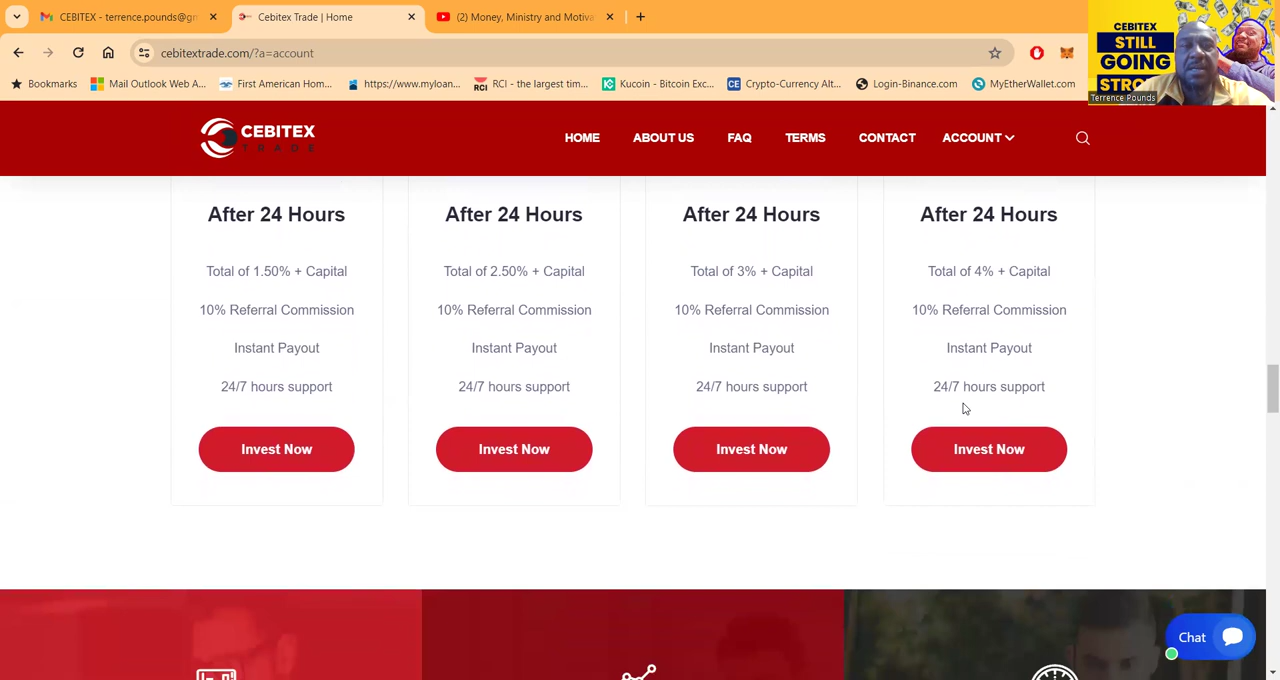 CEBITEX - terrence.pounds@gm
Cebitex Trade | Home
(2) Money, Ministry and Motiva
cebitextrade.com/?a=account
Bookmarks
Mail Outlook Web A...
First American Hom...
https://www.myloan...
RCI - the largest tim...
Kucoin - Bitcoin Exc...
Crypto-Currency Alt...
Login-Binance.com
MyEtherWallet.com
CEBITEX
STILL
GOING
STRO
Terrence Pounds
CEBITEX
TRADE
HOME
ABOUT US
FAQ
TERMS
CONTACT
ACCOUNT
After 24 Hours
Total of 1.50% + Capital
10% Referral Commission
Instant Payout
24/7 hours support
Invest Now
After 24 Hours
Total of 2.50% + Capital
10% Referral Commission
Instant Payout
24/7 hours support
Invest Now
After 24 Hours
Total of 3% + Capital
10% Referral Commission
Instant Payout
24/7 hours support
Invest Now
After 24 Hours
Total of 4% + Capital
10% Referral Commission
Instant Payout
24/7 hours support
Invest Now
Chat